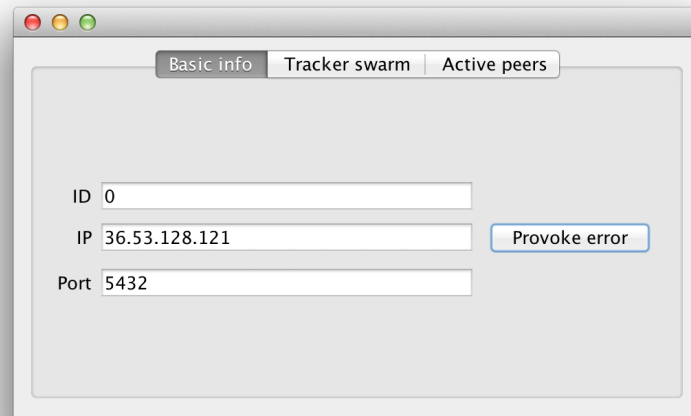 Basic info Tracker swarm Active peers
ID 0
IP 36.53.128.121 Provoke error
Port 5432